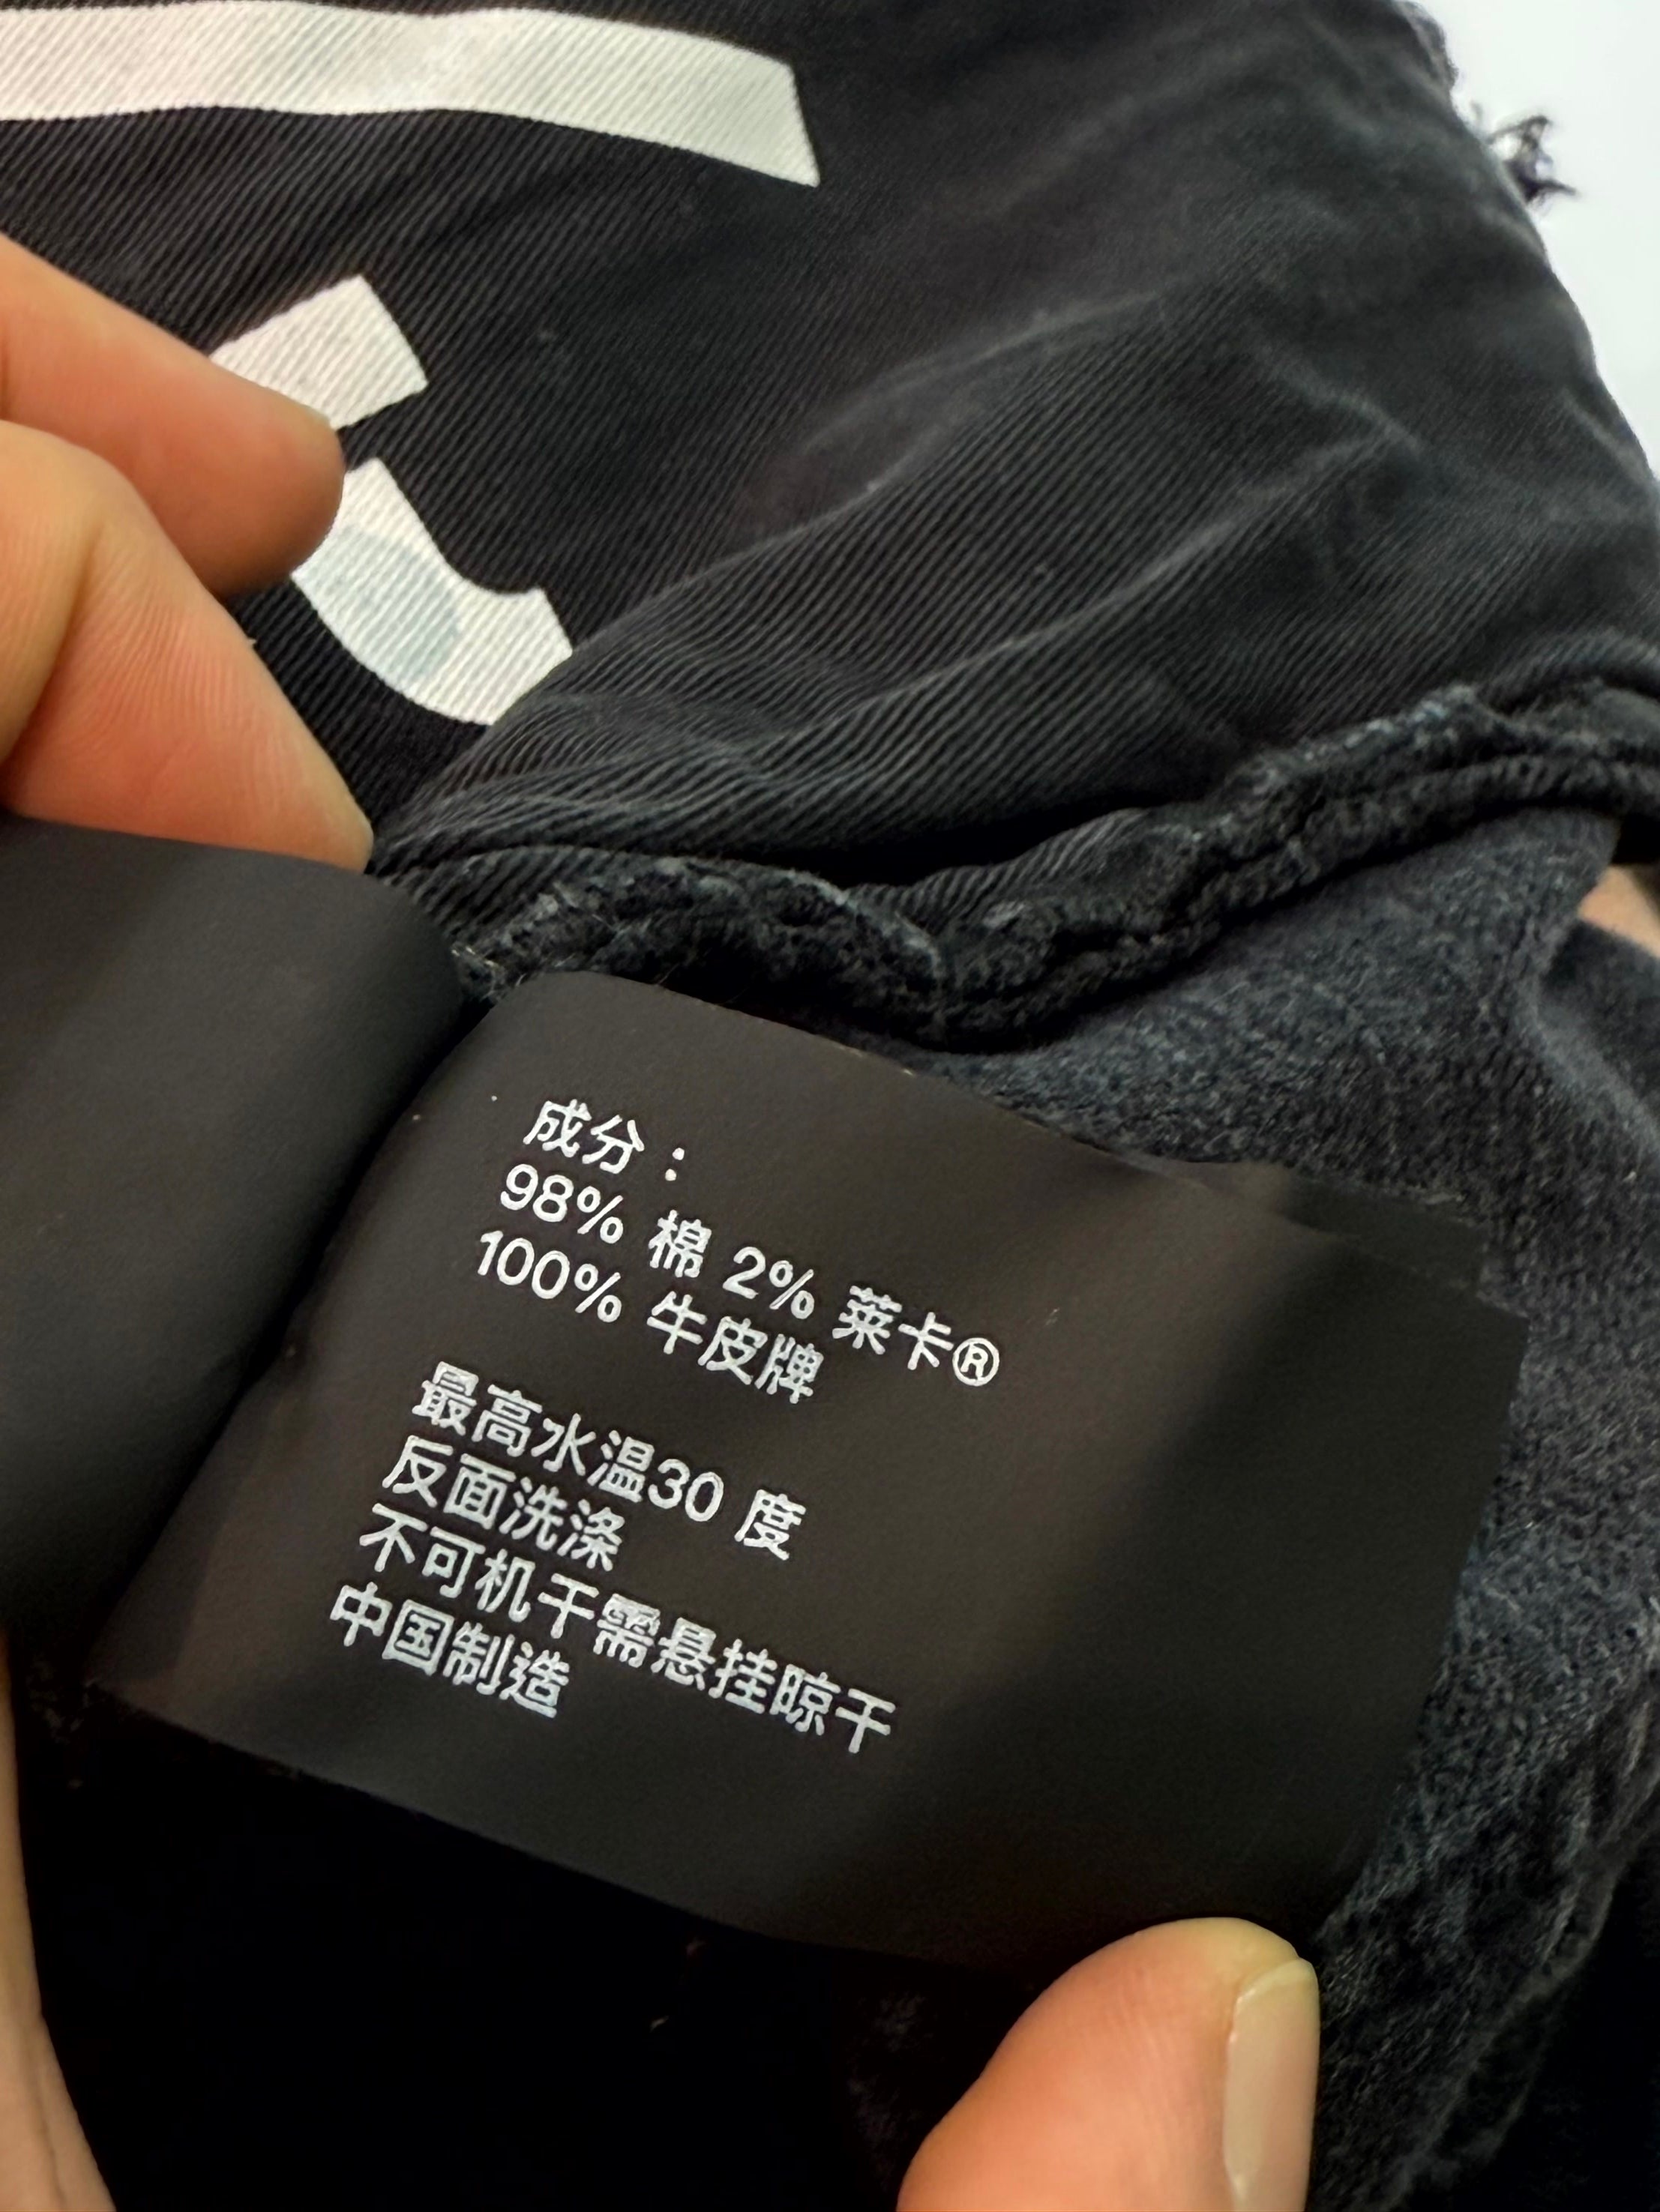 成分：
98% 棉 2% 莱卡®
100% 牛皮牌
最高水温30 度
反面洗涤
不可机干需悬挂晾干
中国制造